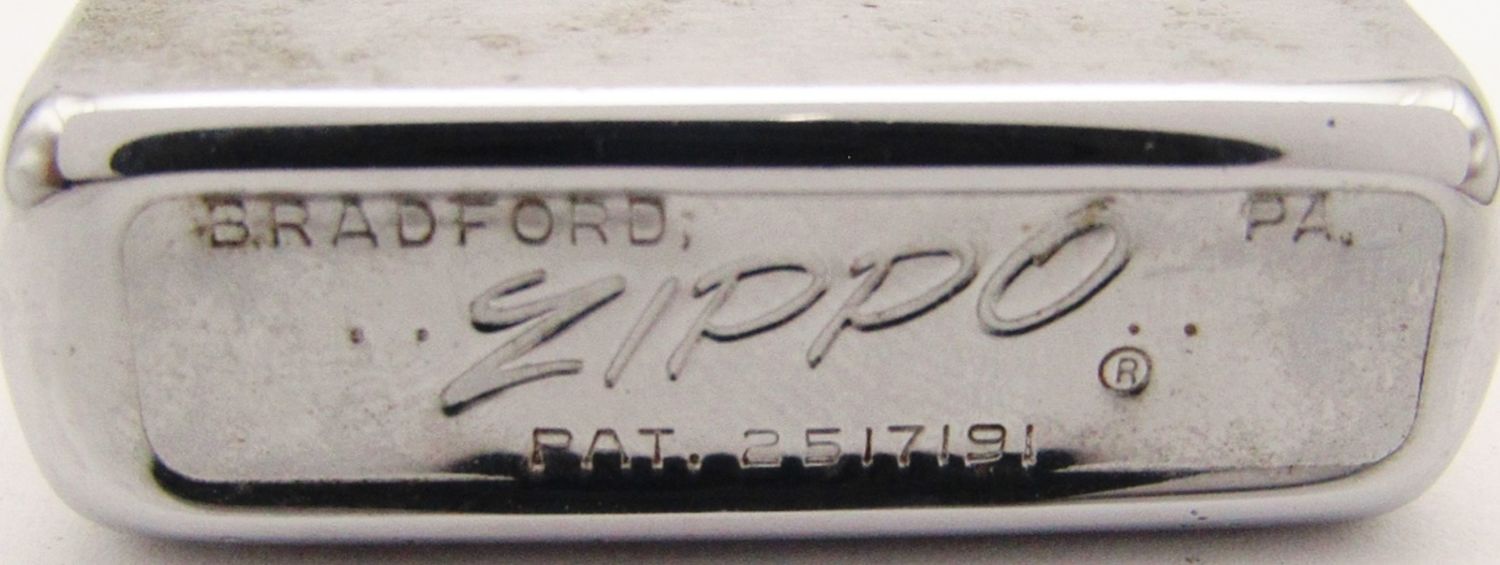 BRADFORD, PA.
.. ZIPPO ..
®
PAT. 2517191